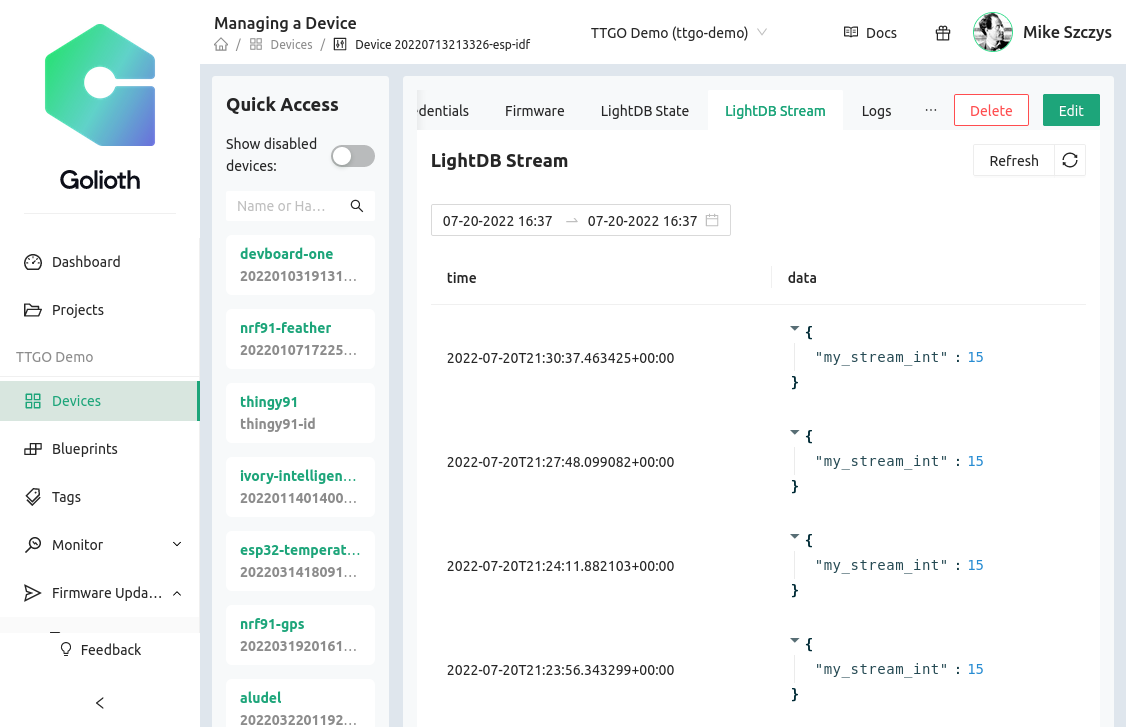 Golioth
Dashboard
Projects
TTGO Demo
Devices
Blueprints
Tags
Monitor
Firmware Upda...
Feedback
Managing a Device
/ Devices / Device 20220713213326-esp-idf
TTGO Demo (ttgo-demo)
Docs
Mike Szczys
Quick Access
Show disabled
devices:
Name or Ha...
devboard-one
2022010319131...
nrf91-feather
2022010717225...
thingy91
thingy91-id
ivory-intelligen...
2022011401400...
esp32-temperat...
2022031418091...
nrf91-gps
2022031920161...
aludel
2022032201192...
edentials Firmware LightDB State LightDB Stream Logs ... Delete Edit
LightDB Stream
Refresh
07-20-2022 16:37 → 07-20-2022 16:37
time data
{
2022-07-20T21:30:37.463425+00:00 "my_stream_int" : 15
}
{
2022-07-20T21:27:48.099082+00:00 "my_stream_int" : 15
}
{
2022-07-20T21:24:11.882103+00:00 "my_stream_int" : 15
}
{
2022-07-20T21:23:56.343299+00:00 "my_stream_int" : 15
}